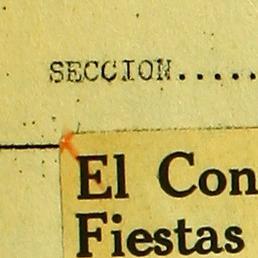 SECCION.....
El Con
Fiestas